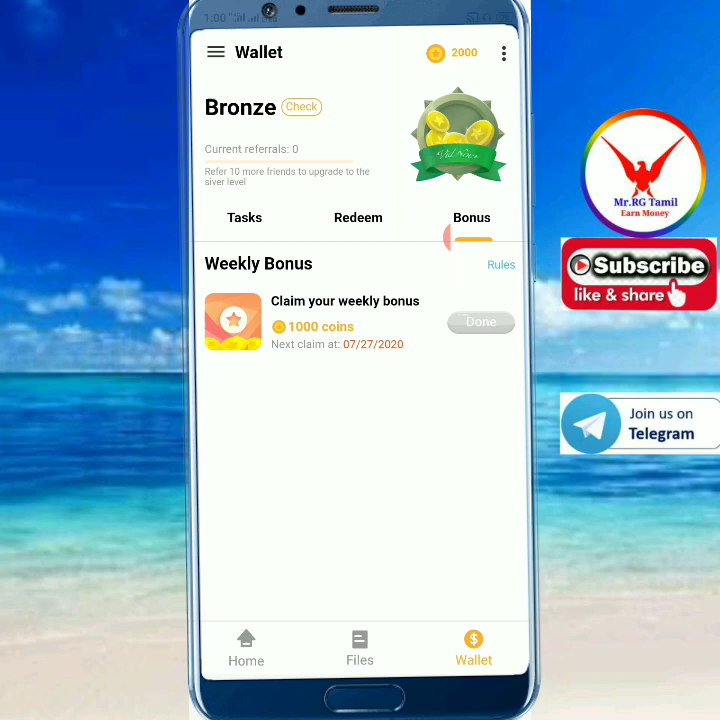 1:00
Wallet
2000
Bronze
Check
Current referrals: 0
Refer 10 more friends to upgrade to the
siver level
Tasks
Redeem
Bonus
Weekly Bonus
Rules
Claim your weekly bonus
1000 coins
Done
Next claim at: 07/27/2020
Home
Files
Wallet
Mr.RG Tamil
Earn Money
Subscribe
like & share
Join us on
Telegram